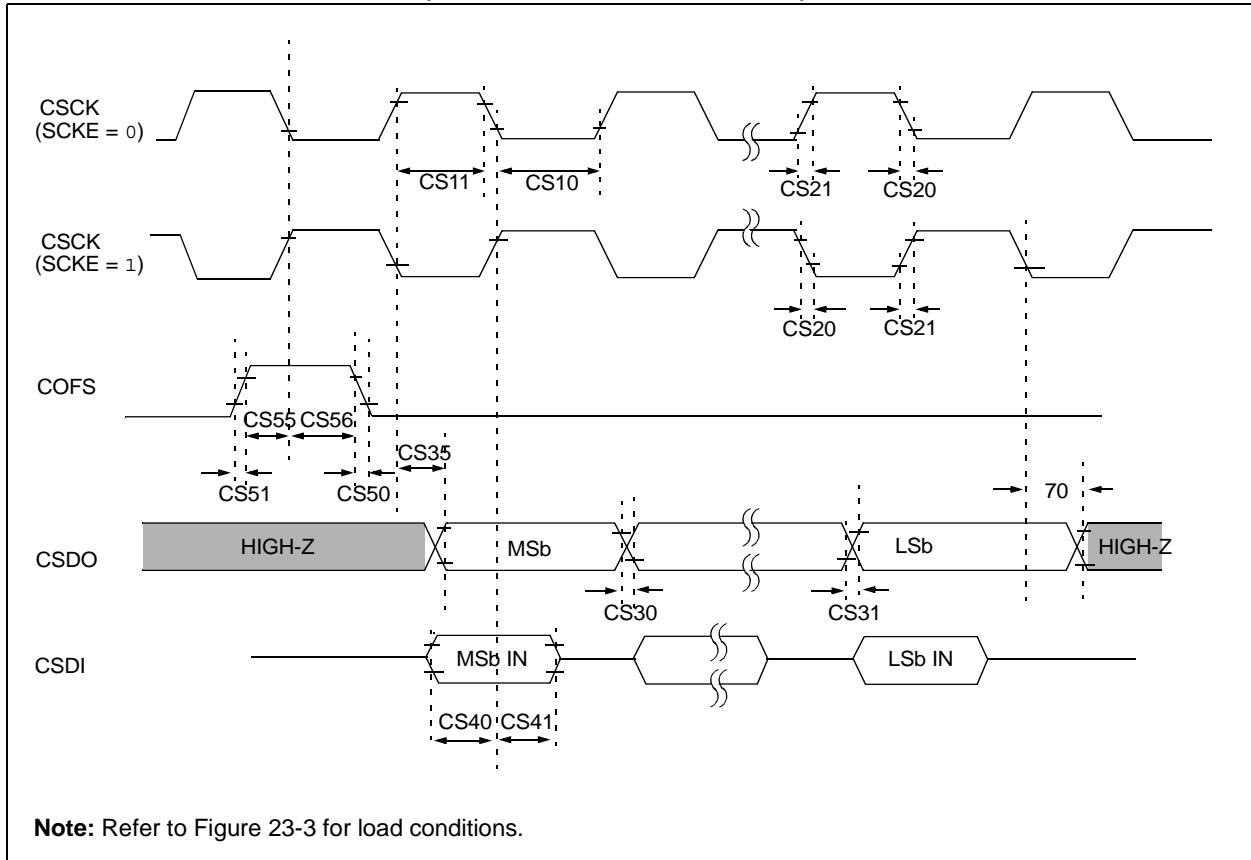 CSCK
(SCKE = 0)
CS11
CS10
CS21
CS20
CSCK
(SCKE = 1)
CS20
CS21
COFS
CS55
CS56
CS35
CS51
CS50
70
CSDO
HIGH-Z
MSb
LSb
HIGH-Z
CS30
CS31
CSDI
MSb IN
LSb IN
CS40
CS41
Note: Refer to Figure 23-3 for load conditions.